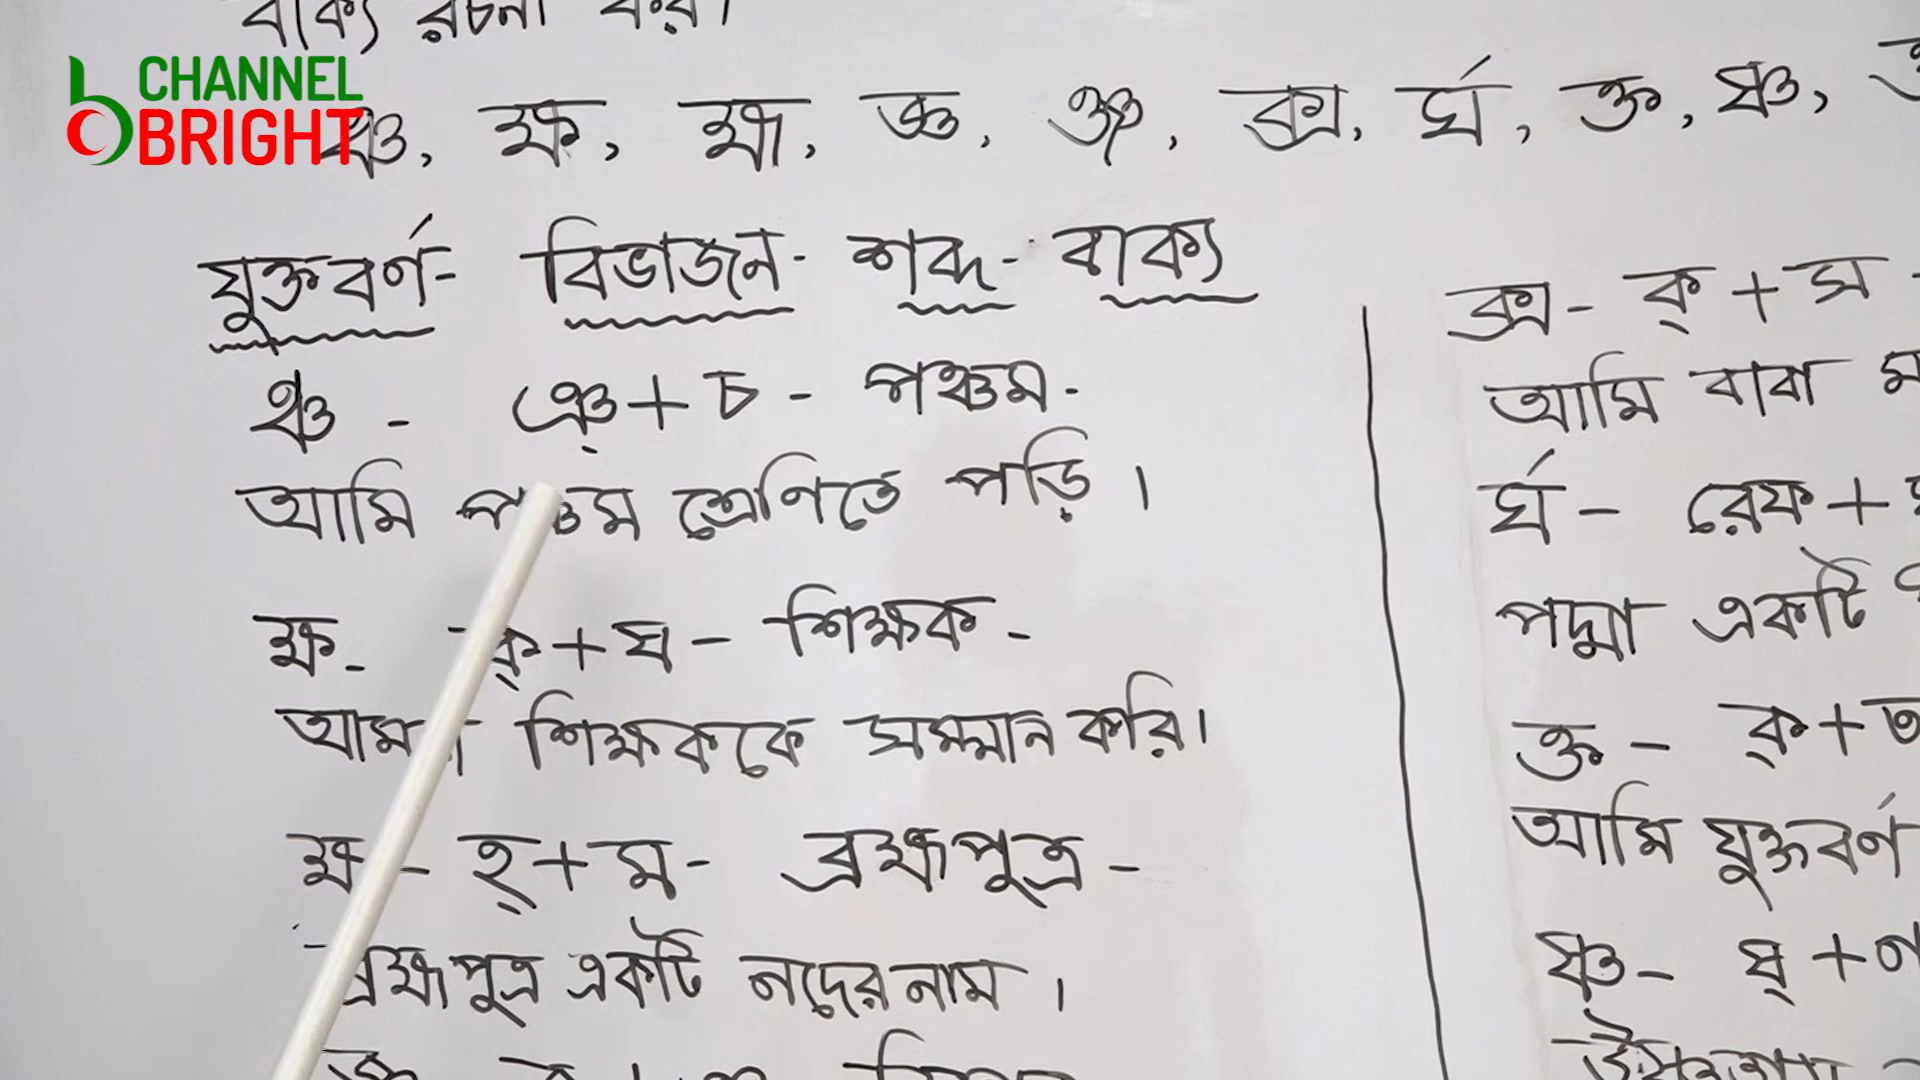 বাক্য রচনা কর।
CHANNEL
BRIGHT
ঞ্চ, ক্ষ, হ্ম, জ্ঞ, ঞ্জ, ক্স, র্ঘ, ক্ত, ষ্ণ,
যুক্তবর্ণ- বিভাজন- শব্দ- বাক্য
ঞ্চ - ঞ্+চ - পঞ্চম-
আমি পঞ্চম শ্রেণিতে পড়ি।
ক্ষ- ক্+ষ - শিক্ষক -
আমরা শিক্ষককে সম্মান করি।
হ্ম - হ্+ম- ব্রহ্মপুত্র -
ব্রহ্মপুত্র একটি নদের নাম।
ক্স - ক্+স
আমি বাবা
র্ঘ - রেফ+
পদ্মা একটি
ক্ত - ক্+ত
আমি যুক্তবর্ণ
ষ্ণ - ষ্+ণ